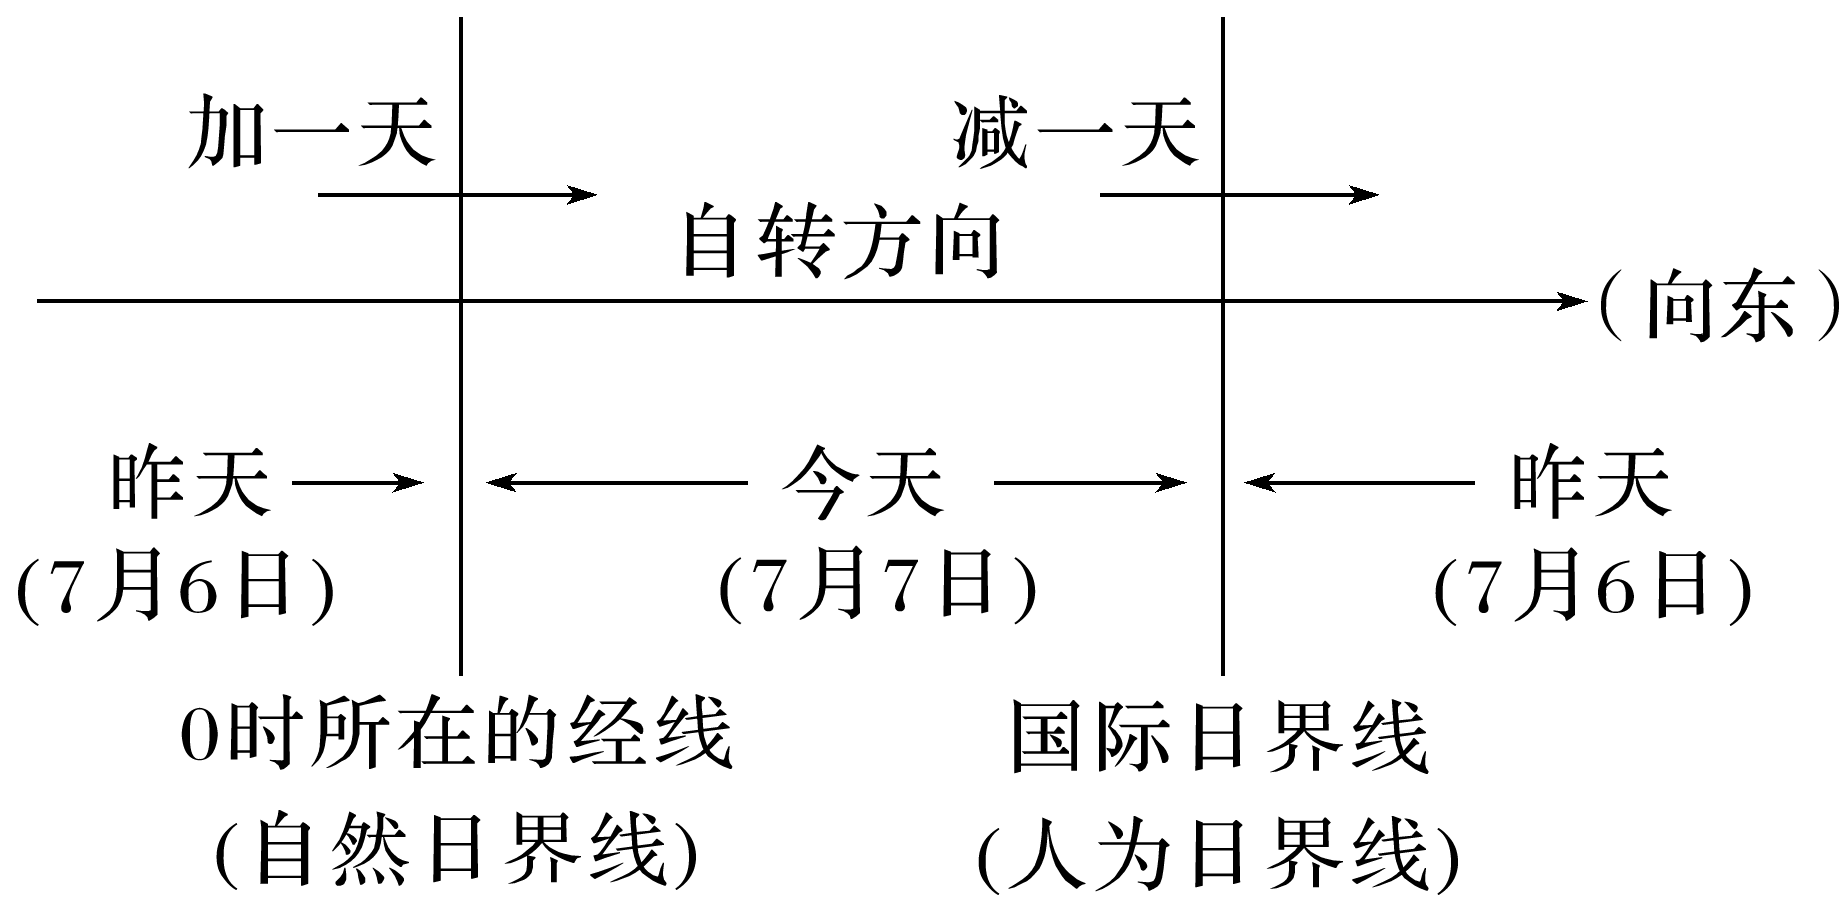 加一天
减一天
自转方向
(向东)
昨天
今天
昨天
(7月6日)
(7月7日)
(7月6日)
0时所在的经线
国际日界线
(自然日界线)
(人为日界线)